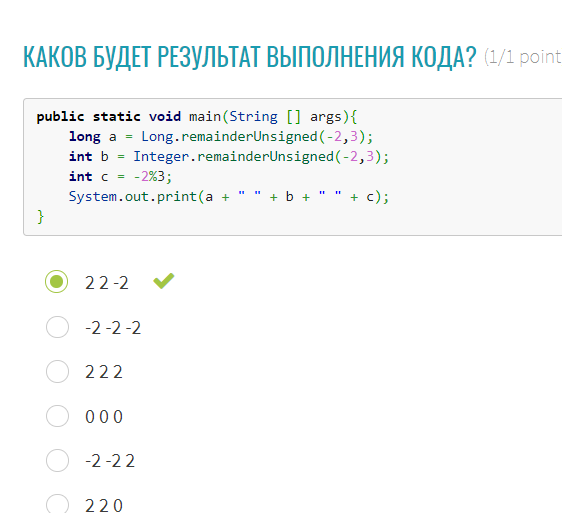 КАКОВ БУДЕТ РЕЗУЛЬТАТ ВЫПОЛНЕНИЯ КОДА? (1/1 point
public static void main(String [] args){
    long a = Long.remainderUnsigned(-2,3);
    int b = Integer.remainderUnsigned(-2,3);
    int c = -2%3;
    System.out.print(a + " " + b + " " + c);
}
2 2 -2
-2 -2 -2
2 2 2
0 0 0
-2 -2 2
2 2 0